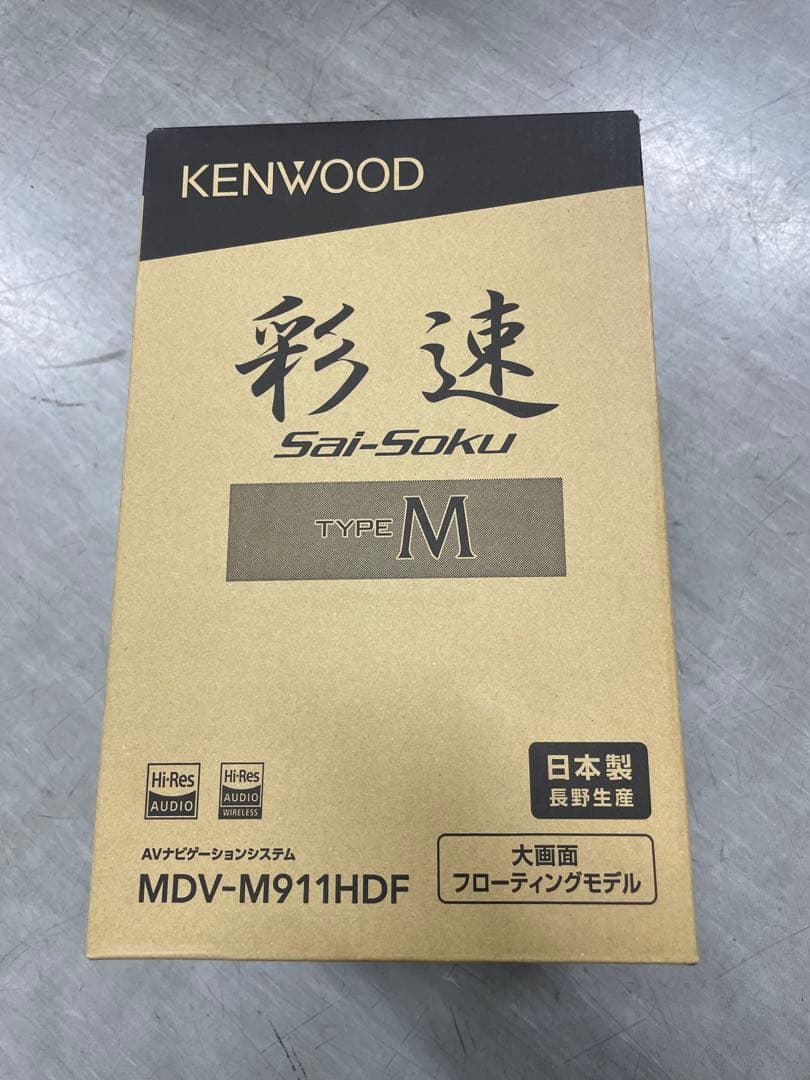 KENWOOD
彩速
Sai-Soku
TYPE M
Hi-Res
AUDIO
Hi-Res
AUDIO
WIRELESS
日本製
長野生産
AVナビゲーションシステム
MDV-M911HDF
大画面
フローティングモデル